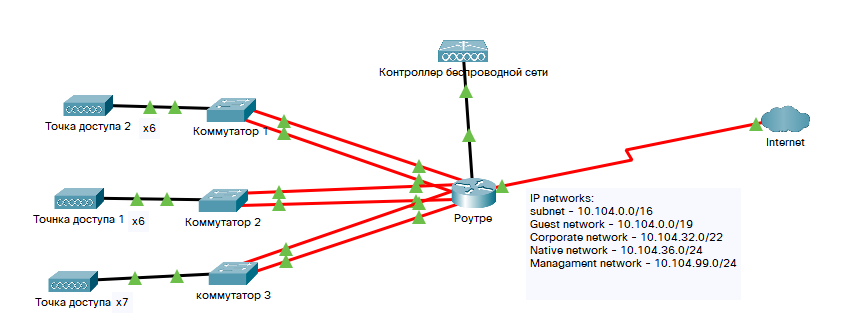 Контроллер беспроводной сети
Точка доступа 2 x6
Коммутатор 1
Internet
Точнка доступа 1 x6
Коммутатор 2
Роутре
IP networks:
subnet - 10.104.0.0/16
Guest network - 10.104.0.0/19
Corporate network - 10.104.32.0/22
Native network - 10.104.36.0/24
Managament network - 10.104.99.0/24
Точка доступа x7
коммутатор 3